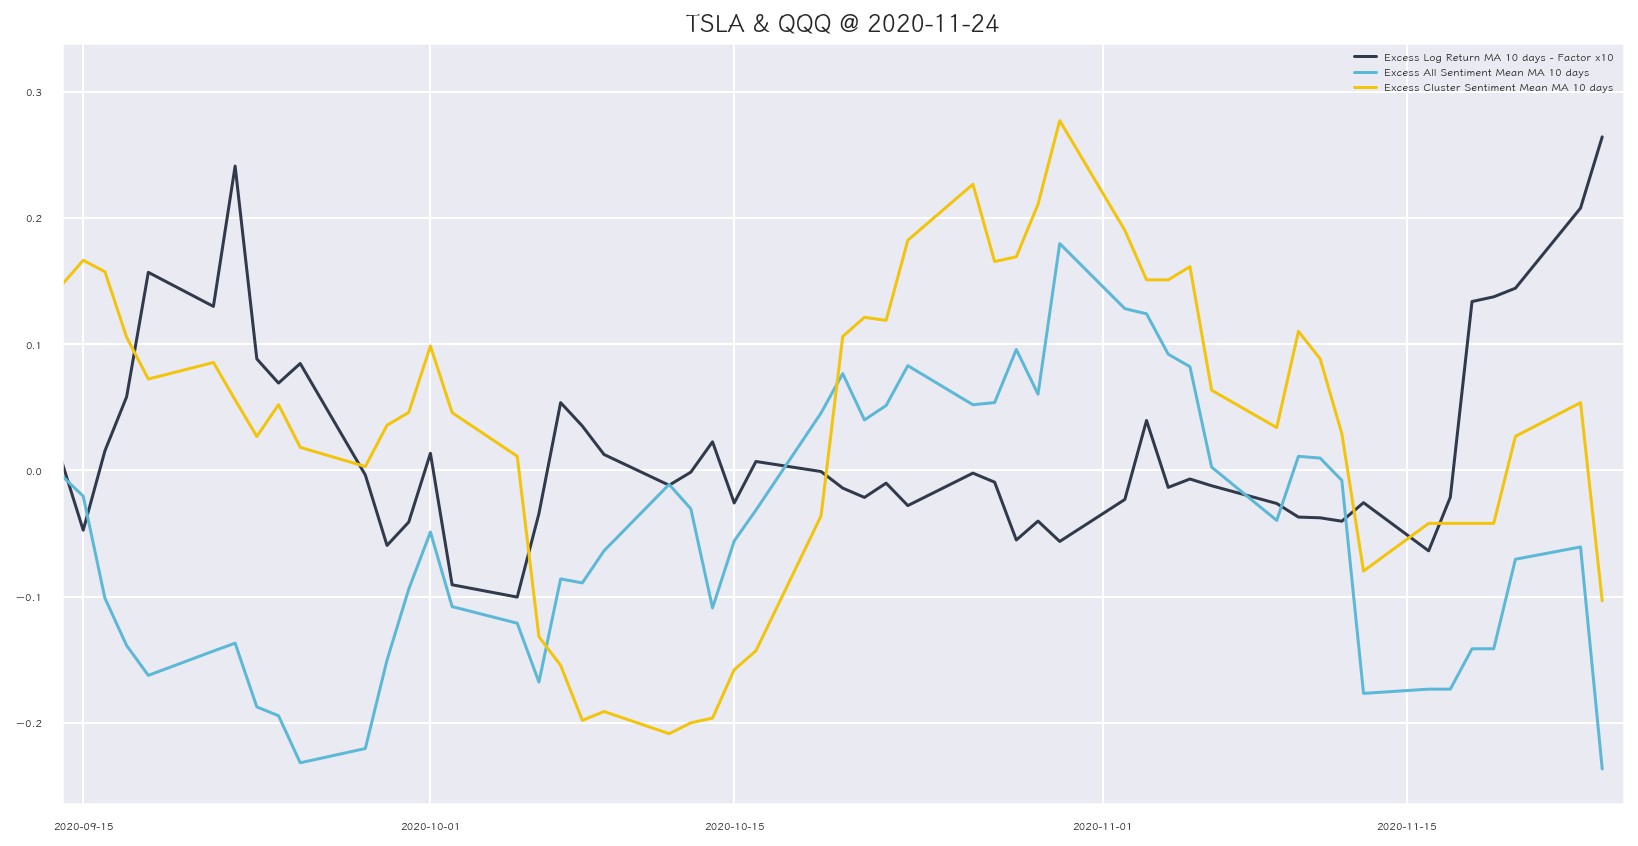 TSLA & QQQ @ 2020-11-24
Excess Log Return MA 10 days - Factor x10
Excess All Sentiment Mean MA 10 days
Excess Cluster Sentiment Mean MA 10 days
0.3
0.2
0.1
0.0
−0.1
−0.2
2020-09-15
2020-10-01
2020-10-15
2020-11-01
2020-11-15